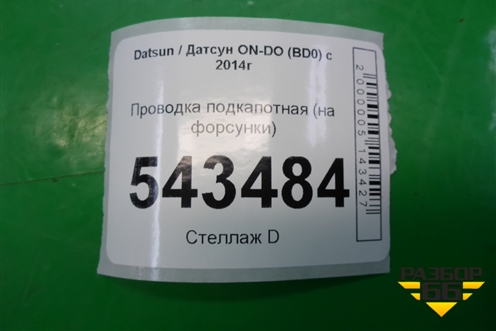 Datsun / Датсун ON-DO (BD0) с
2014г
Проводка подкапотная (на
форсунки)
543484
Стеллаж D
2000005143427
РАЗБОР
66